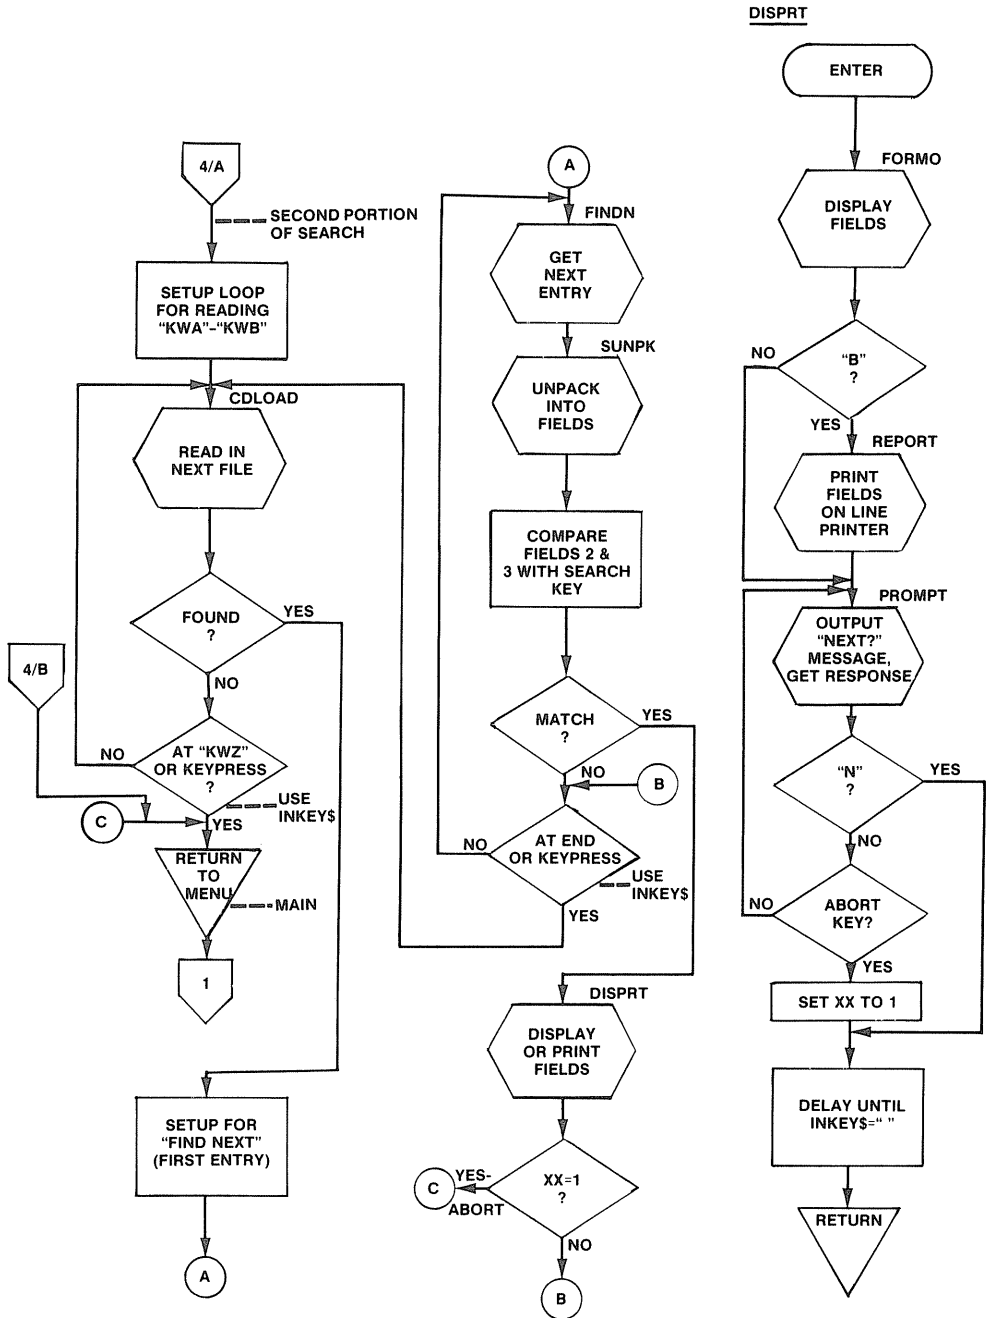 DISPRT
ENTER
FORMO
DISPLAY
FIELDS
"B"
?
NO
YES
REPORT
PRINT
FIELDS
ON LINE
PRINTER
PROMPT
OUTPUT
"NEXT?"
MESSAGE,
GET RESPONSE
"N"
?
YES
NO
ABORT
KEY?
NO
YES
SET XX TO 1
DELAY UNTIL
INKEY$=" "
RETURN
4/A
SECOND PORTION
OF SEARCH
SETUP LOOP
FOR READING
"KWA"-"KWB"
CDLOAD
READ IN
NEXT FILE
FOUND
?
YES
NO
4/B
AT "KWZ"
OR KEYPRESS
?
NO
USE
INKEY$
C
YES
RETURN
TO
MENU
MAIN
1
SETUP FOR
"FIND NEXT"
(FIRST ENTRY)
A
A
FINDN
GET
NEXT
ENTRY
SUNPK
UNPACK
INTO
FIELDS
COMPARE
FIELDS 2 &
3 WITH SEARCH
KEY
MATCH
?
YES
NO
B
AT END
OR KEYPRESS
NO
USE
INKEY$
YES
DISPRT
DISPLAY
OR PRINT
FIELDS
XX=1
?
YES-
ABORT
C
NO
B